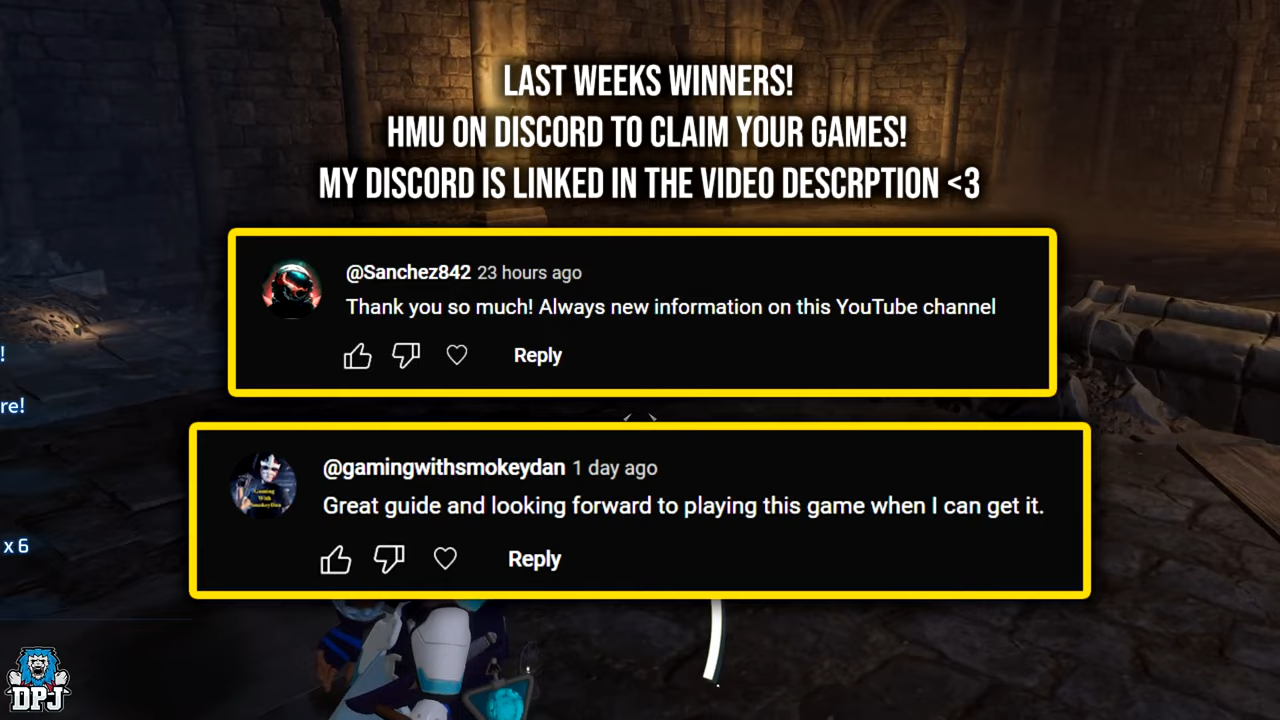 LAST WEEKS WINNERS!
HMU ON DISCORD TO CLAIM YOUR GAMES!
MY DISCORD IS LINKED IN THE VIDEO DESCRPTION <3
@Sanchez842 23 hours ago
Thank you so much! Always new information on this YouTube channel
Reply
!
re!
@gamingwithsmokeydan 1 day ago
Great guide and looking forward to playing this game when I can get it.
x 6
Reply
DPJ